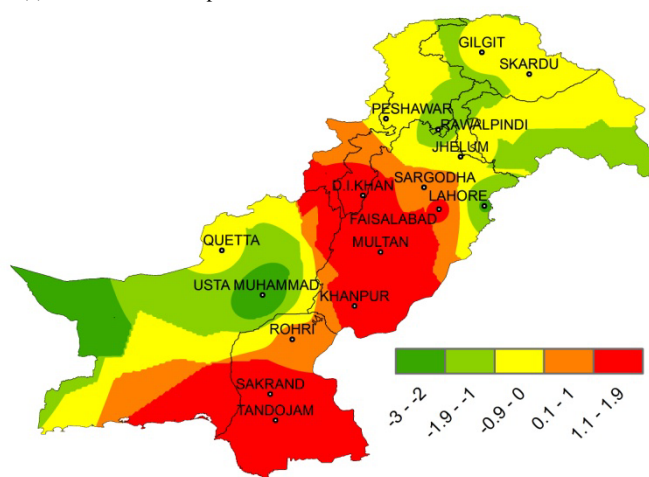 GILGIT
SKARDU
PESHAWAR
RAWALPINDI
JHELUM
SARGODHA
D.I.KHAN
LAHORE
FAISALABAD
QUETTA
MULTAN
USTA MUHAMMAD
KHANPUR
ROHRI
SAKRAND
TANDOJAM
-3 - -2
-1.9 - -1
-0.9 - 0
0.1 - 1
1.1 - 1.9